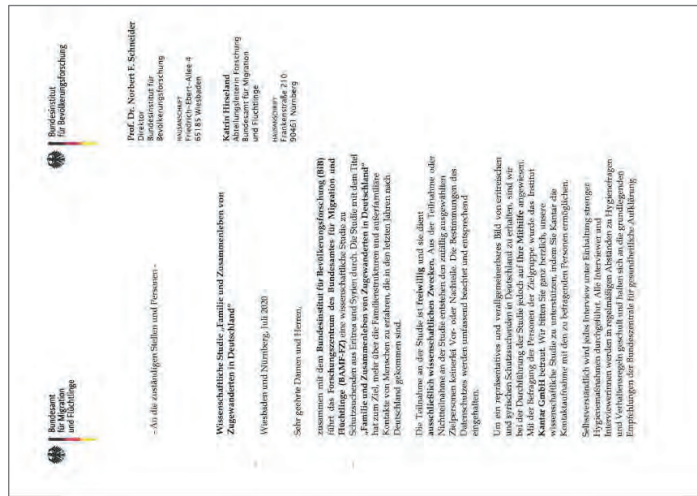 Bundesamt
für Migration
und Flüchtlinge
Bundesinstitut
für Bevölkerungsforschung
Prof. Dr. Norbert F. Schneider
Direktor
Bundesinstitut für
Bevölkerungsforschung
HAUSANSCHRIFT
Friedrich-Ebert-Allee 4
65185 Wiesbaden
Katrin Hirseland
Abteilungsleiterin Forschung
Bundesamt für Migration
und Flüchtlinge
HAUSANSCHRIFT
Frankenstraße 210
90461 Nürnberg
- An die zuständigen Stellen und Personen -
Wissenschaftliche Studie „Familie und Zusammenleben von
Zugewanderten in Deutschland"
Wiesbaden und Nürnberg, Juli 2020
Sehr geehrte Damen und Herren,
zusammen mit dem Bundesinstitut für Bevölkerungsforschung (BiB)
führt das Forschungszentrum des Bundesamtes für Migration und
Flüchtlinge (BAMF-FZ) eine wissenschaftliche Studie zu
Schutzsuchenden aus Eritrea und Syrien durch. Die Studie mit dem Titel
„Familie und Zusammenleben von Zugewanderten in Deutschland"
hat zum Ziel, mehr über die Familienstrukturen und außerfamiliäre
Kontakte von Menschen zu erfahren, die in den letzten Jahren nach
Deutschland gekommen sind.
Die Teilnahme an der Studie ist freiwillig und sie dient
ausschließlich wissenschaftlichen Zwecken. Aus der Teilnahme oder
Nichtteilnahme an der Studie entstehen den zufällig ausgewählten
Zielpersonen keinerlei Vor- oder Nachteile. Die Bestimmungen des
Datenschutzes werden umfassend beachtet und entsprechend
eingehalten.
Um ein repräsentatives und verallgemeinerbares Bild von eritreischen
und syrischen Schutzsuchenden in Deutschland zu erhalten, sind wir
bei der Durchführung der Studie jedoch auf Ihre Mithilfe angewiesen.
Mit der Befragung der Personen der Zielgruppe wurde das Institut
Kantar GmbH betraut. Wir bitten Sie ganz herzlich, unsere
wissenschaftliche Studie zu unterstützen, indem Sie Kantar die
Kontaktaufnahme mit den zu befragenden Personen ermöglichen.
Selbstverständlich wird jedes Interview unter Einhaltung strenger
Hygienemaßnahmen durchgeführt. Alle Interviewer und
Interviewerinnen werden in regelmäßigen Abständen zu Hygienefragen
und Verhaltensregeln geschult und halten sich an die grundlegenden
Empfehlungen der Bundeszentrale für gesundheitliche Aufklärung